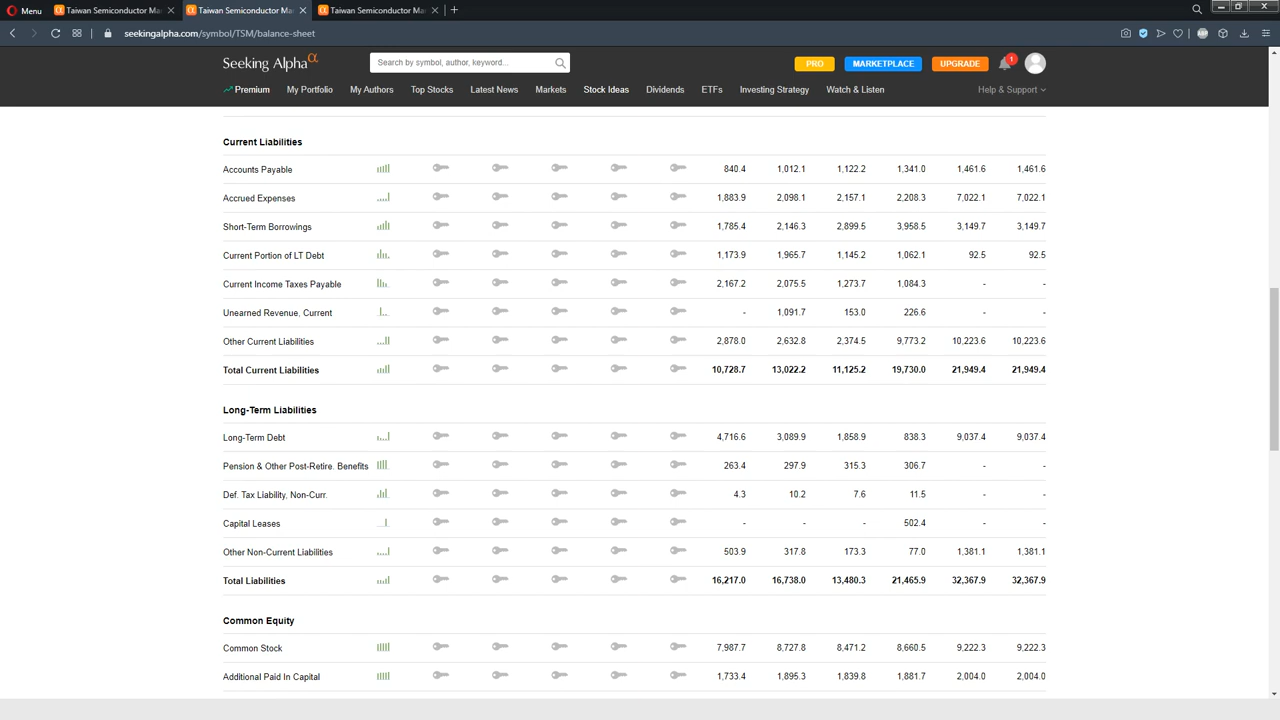 Menu
Taiwan Semiconductor Ma
Taiwan Semiconductor Ma
Taiwan Semiconductor Ma
seekingalpha.com/symbol/TSM/balance-sheet
Seeking Alpha α
Search by symbol, author, keyword...
PRO
MARKETPLACE
UPGRADE
1
Premium My Portfolio My Authors Top Stocks Latest News Markets Stock Ideas Dividends ETFs Investing Strategy Watch & Listen Help & Support
Current Liabilities
Accounts Payable 840.4 1,012.1 1,122.2 1,341.0 1,461.6 1,461.6
Accrued Expenses 1,883.9 2,098.1 2,157.1 2,208.3 7,022.1 7,022.1
Short-Term Borrowings 1,785.4 2,146.3 2,899.5 3,958.5 3,149.7 3,149.7
Current Portion of LT Debt 1,173.9 1,965.7 1,145.2 1,062.1 92.5 92.5
Current Income Taxes Payable 2,167.2 2,075.5 1,273.7 1,084.3 - -
Unearned Revenue, Current - 1,091.7 153.0 226.6 - -
Other Current Liabilities 2,878.0 2,632.8 2,374.5 9,773.2 10,223.6 10,223.6
Total Current Liabilities 10,728.7 13,022.2 11,125.2 19,730.0 21,949.4 21,949.4
Long-Term Liabilities
Long-Term Debt 4,716.6 3,089.9 1,858.9 838.3 9,037.4 9,037.4
Pension & Other Post-Retire. Benefits 263.4 297.9 315.3 306.7 - -
Def. Tax Liability, Non-Curr. 4.3 10.2 7.6 11.5 - -
Capital Leases - - - 502.4 - -
Other Non-Current Liabilities 503.9 317.8 173.3 77.0 1,381.1 1,381.1
Total Liabilities 16,217.0 16,738.0 13,480.3 21,465.9 32,367.9 32,367.9
Common Equity
Common Stock 7,987.7 8,727.8 8,471.2 8,660.5 9,222.3 9,222.3
Additional Paid In Capital 1,733.4 1,895.3 1,839.8 1,881.7 2,004.0 2,004.0